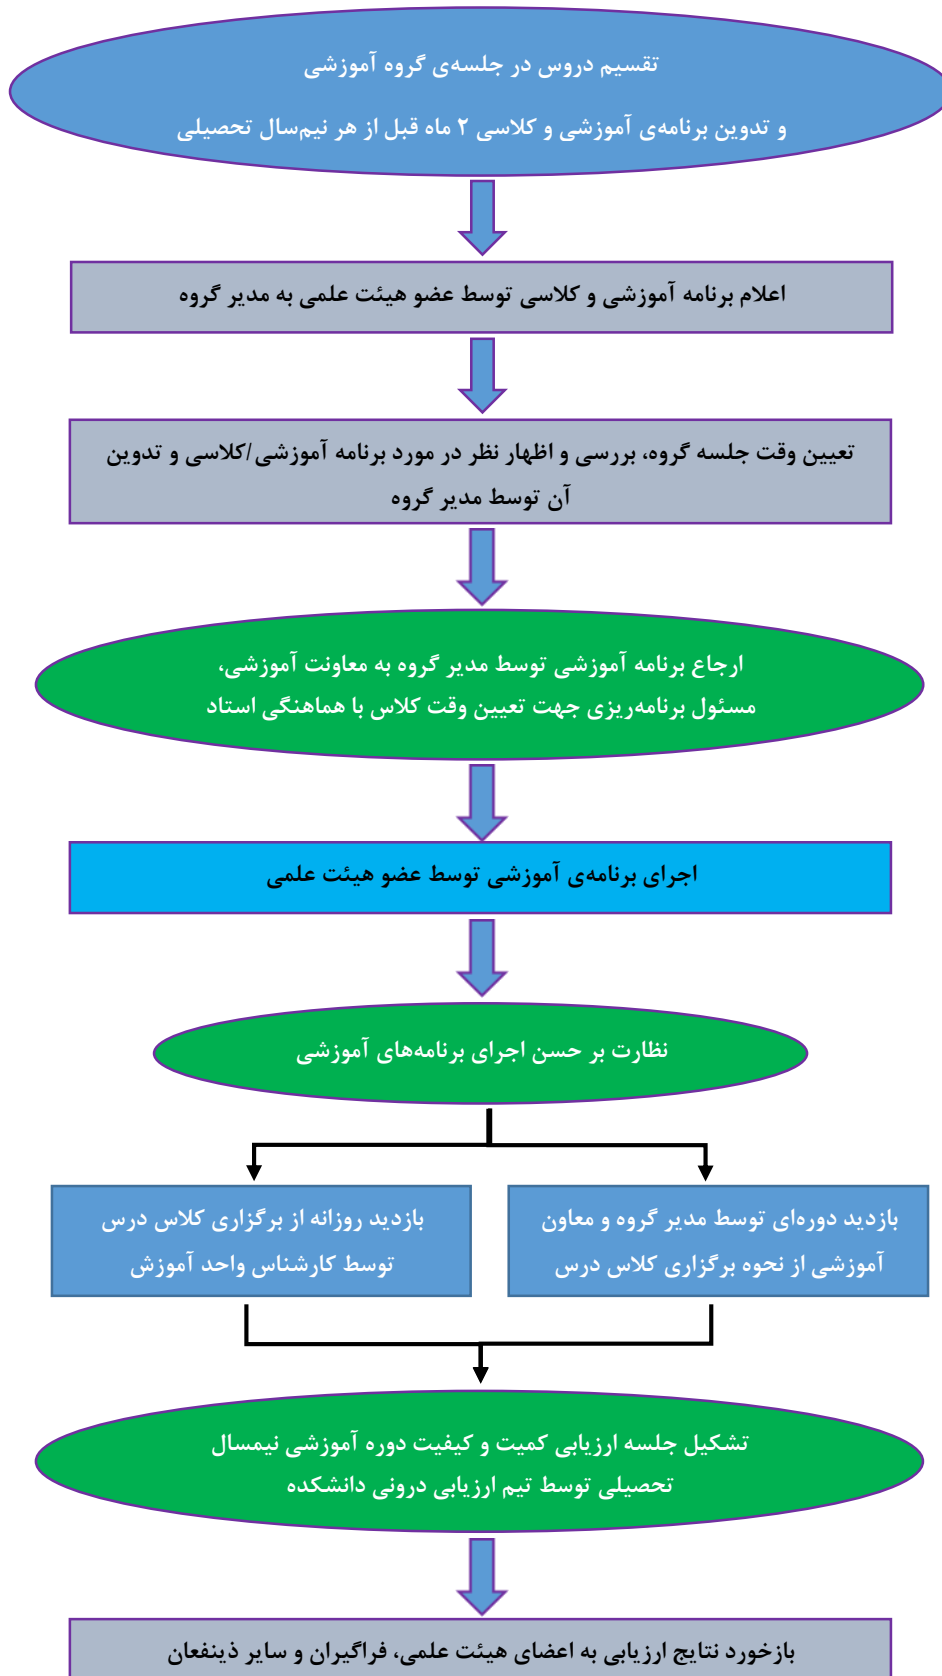 تقسیم دروس در جلسه‌ی گروه آموزشی
و تدوین برنامه‌ی آموزشی و کلاسی ۲ ماه قبل از هر نیم‌سال تحصیلی
اعلام برنامه آموزشی و کلاسی توسط عضو هیئت علمی به مدیر گروه
تعیین وقت جلسه گروه، بررسی و اظهار نظر در مورد برنامه آموزشی/کلاسی و تدوین
آن توسط مدیر گروه
ارجاع برنامه آموزشی توسط مدیر گروه به معاونت آموزشی،
مسئول برنامه‌ریزی جهت تعیین وقت کلاس با هماهنگی استاد
اجرای برنامه‌ی آموزشی توسط عضو هیئت علمی
نظارت بر حسن اجرای برنامه‌های آموزشی
بازدید دوره‌ای توسط مدیر گروه و معاون
آموزشی از نحوه برگزاری کلاس درس
بازدید روزانه از برگزاری کلاس درس
توسط کارشناس واحد آموزش
تشکیل جلسه ارزیابی کمیت و کیفیت دوره آموزشی نیمسال
تحصیلی توسط تیم ارزیابی درونی دانشکده
بازخورد نتایج ارزیابی به اعضای هیئت علمی، فراگیران و سایر ذینفعان